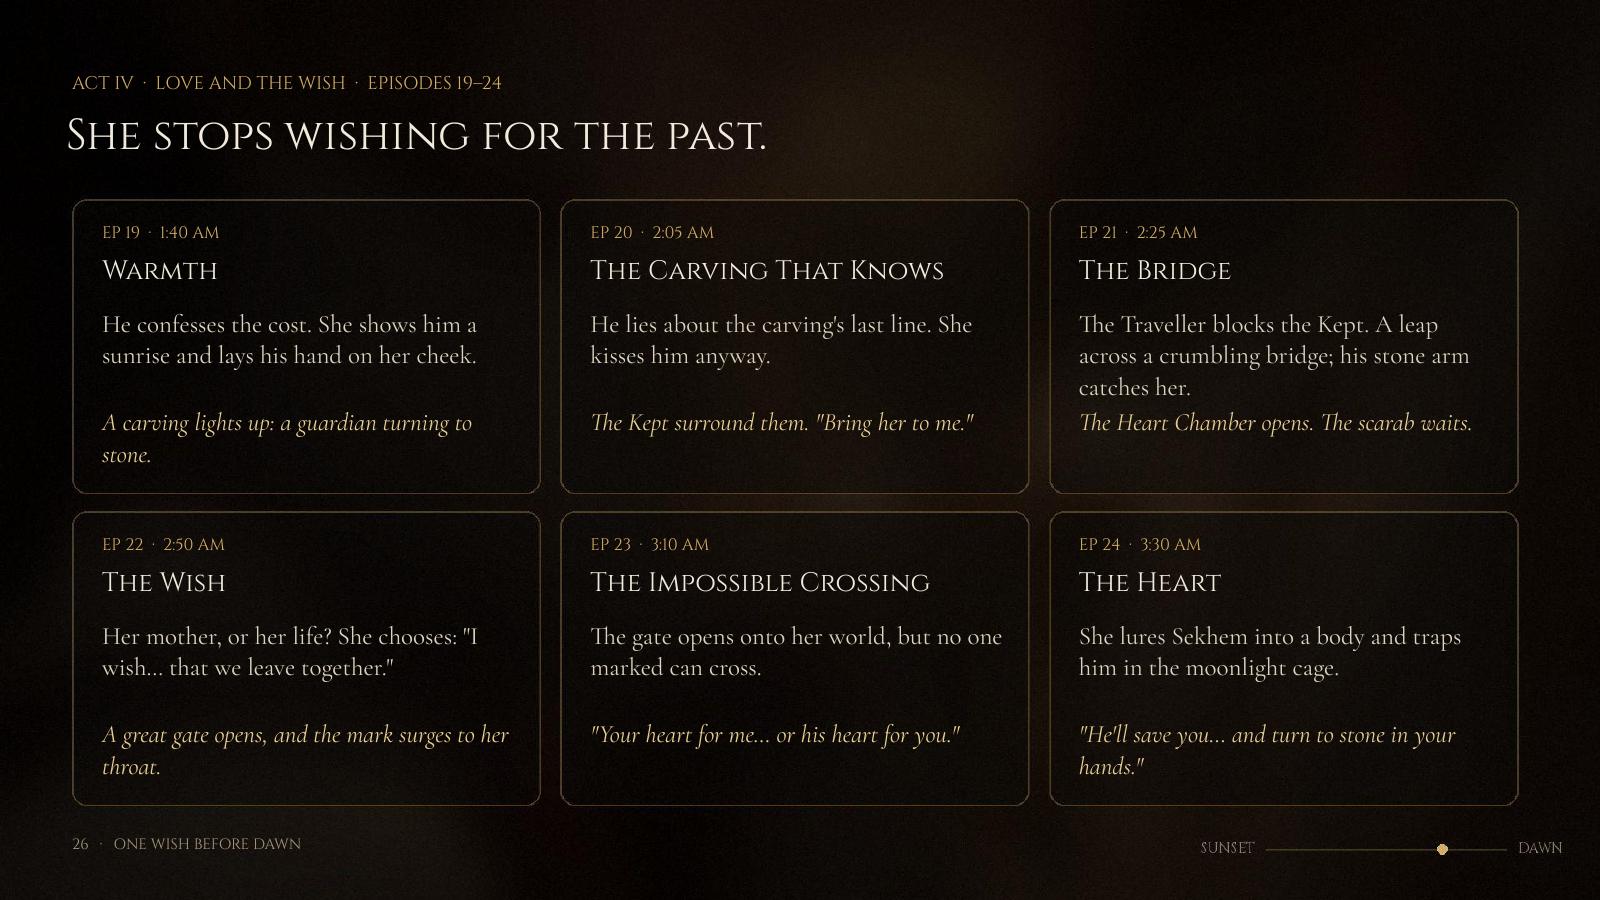 ACT IV · LOVE AND THE WISH · EPISODES 19–24
SHE STOPS WISHING FOR THE PAST.
EP 19 · 1:40 AM
WARMTH
He confesses the cost. She shows him a
sunrise and lays his hand on her cheek.
A carving lights up: a guardian turning to
stone.
EP 20 · 2:05 AM
THE CARVING THAT KNOWS
He lies about the carving's last line. She
kisses him anyway.
The Kept surround them. "Bring her to me."
EP 21 · 2:25 AM
THE BRIDGE
The Traveller blocks the Kept. A leap
across a crumbling bridge; his stone arm
catches her.
The Heart Chamber opens. The scarab waits.
EP 22 · 2:50 AM
THE WISH
Her mother, or her life? She chooses: "I
wish... that we leave together."
A great gate opens, and the mark surges to her
throat.
EP 23 · 3:10 AM
THE IMPOSSIBLE CROSSING
The gate opens onto her world, but no one
marked can cross.
"Your heart for me... or his heart for you."
EP 24 · 3:30 AM
THE HEART
She lures Sekhem into a body and traps
him in the moonlight cage.
"He'll save you... and turn to stone in your
hands."
26 · ONE WISH BEFORE DAWN
SUNSET
DAWN